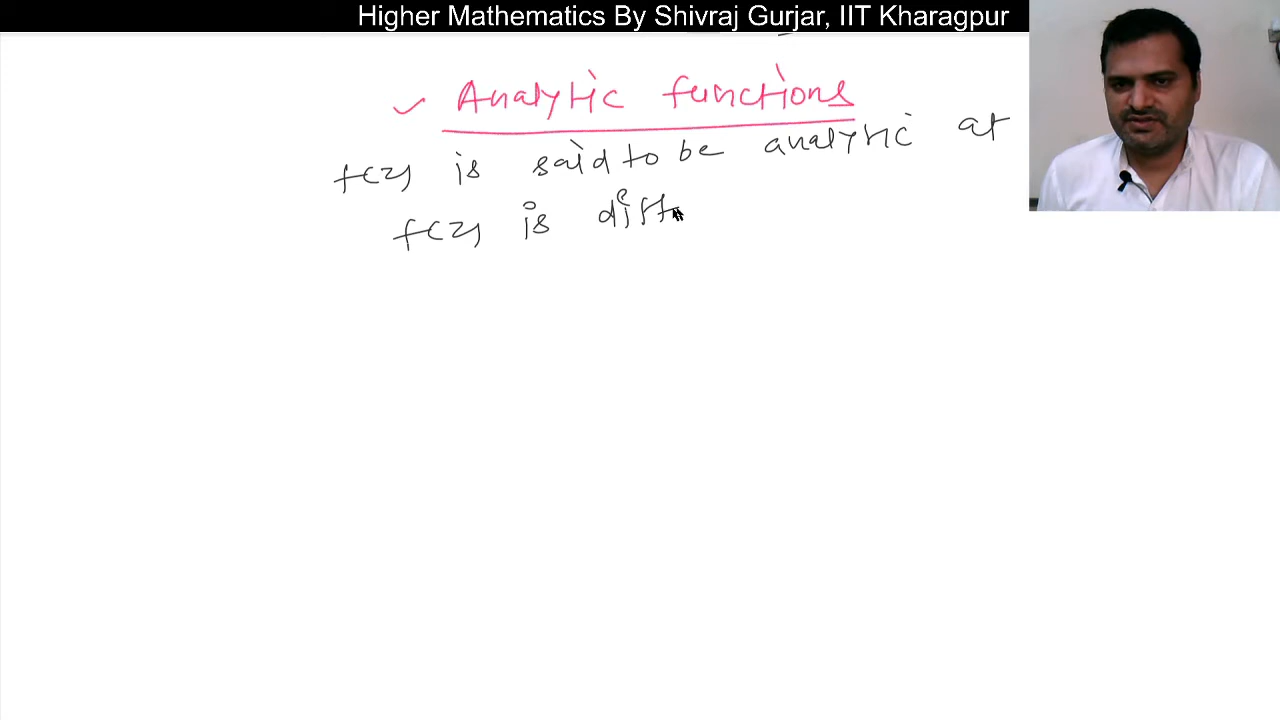 Higher Mathematics By Shivraj Gurjar, IIT Kharagpur
Analytic functions
f(z) is said to be analytic at
f(z) is diff